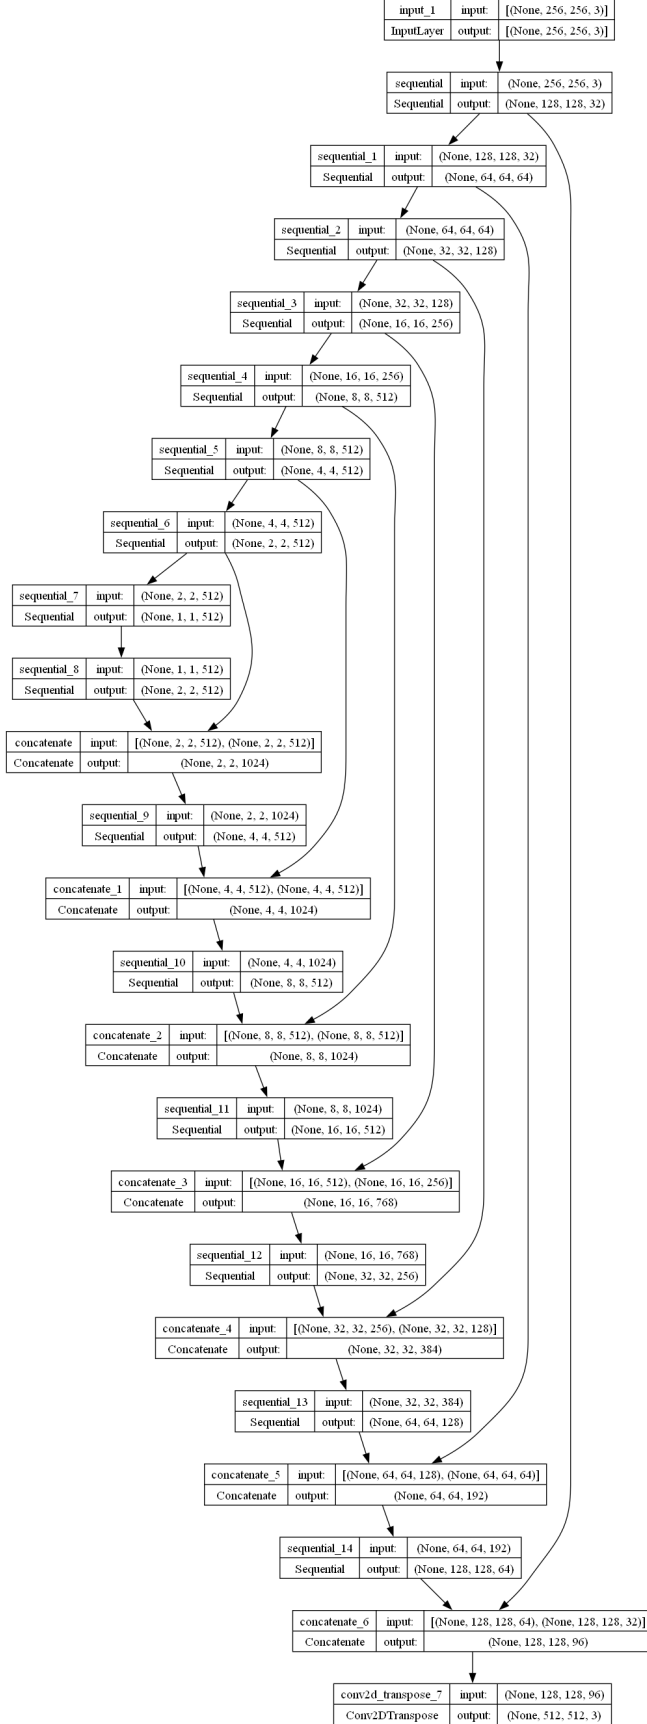 input_1 input: [(None, 256, 256, 3)]
InputLayer output: [(None, 256, 256, 3)]
sequential input: (None, 256, 256, 3)
Sequential output: (None, 128, 128, 32)
sequential_1 input: (None, 128, 128, 32)
Sequential output: (None, 64, 64, 64)
sequential_2 input: (None, 64, 64, 64)
Sequential output: (None, 32, 32, 128)
sequential_3 input: (None, 32, 32, 128)
Sequential output: (None, 16, 16, 256)
sequential_4 input: (None, 16, 16, 256)
Sequential output: (None, 8, 8, 512)
sequential_5 input: (None, 8, 8, 512)
Sequential output: (None, 4, 4, 512)
sequential_6 input: (None, 4, 4, 512)
Sequential output: (None, 2, 2, 512)
sequential_7 input: (None, 2, 2, 512)
Sequential output: (None, 1, 1, 512)
sequential_8 input: (None, 1, 1, 512)
Sequential output: (None, 2, 2, 512)
concatenate input: [(None, 2, 2, 512), (None, 2, 2, 512)]
Concatenate output: (None, 2, 2, 1024)
sequential_9 input: (None, 2, 2, 1024)
Sequential output: (None, 4, 4, 512)
concatenate_1 input: [(None, 4, 4, 512), (None, 4, 4, 512)]
Concatenate output: (None, 4, 4, 1024)
sequential_10 input: (None, 4, 4, 1024)
Sequential output: (None, 8, 8, 512)
concatenate_2 input: [(None, 8, 8, 512), (None, 8, 8, 512)]
Concatenate output: (None, 8, 8, 1024)
sequential_11 input: (None, 8, 8, 1024)
Sequential output: (None, 16, 16, 512)
concatenate_3 input: [(None, 16, 16, 512), (None, 16, 16, 256)]
Concatenate output: (None, 16, 16, 768)
sequential_12 input: (None, 16, 16, 768)
Sequential output: (None, 32, 32, 256)
concatenate_4 input: [(None, 32, 32, 256), (None, 32, 32, 128)]
Concatenate output: (None, 32, 32, 384)
sequential_13 input: (None, 32, 32, 384)
Sequential output: (None, 64, 64, 128)
concatenate_5 input: [(None, 64, 64, 128), (None, 64, 64, 64)]
Concatenate output: (None, 64, 64, 192)
sequential_14 input: (None, 64, 64, 192)
Sequential output: (None, 128, 128, 64)
concatenate_6 input: [(None, 128, 128, 64), (None, 128, 128, 32)]
Concatenate output: (None, 128, 128, 96)
conv2d_transpose_7 input: (None, 128, 128, 96)
Conv2DTranspose output: (None, 512, 512, 3)